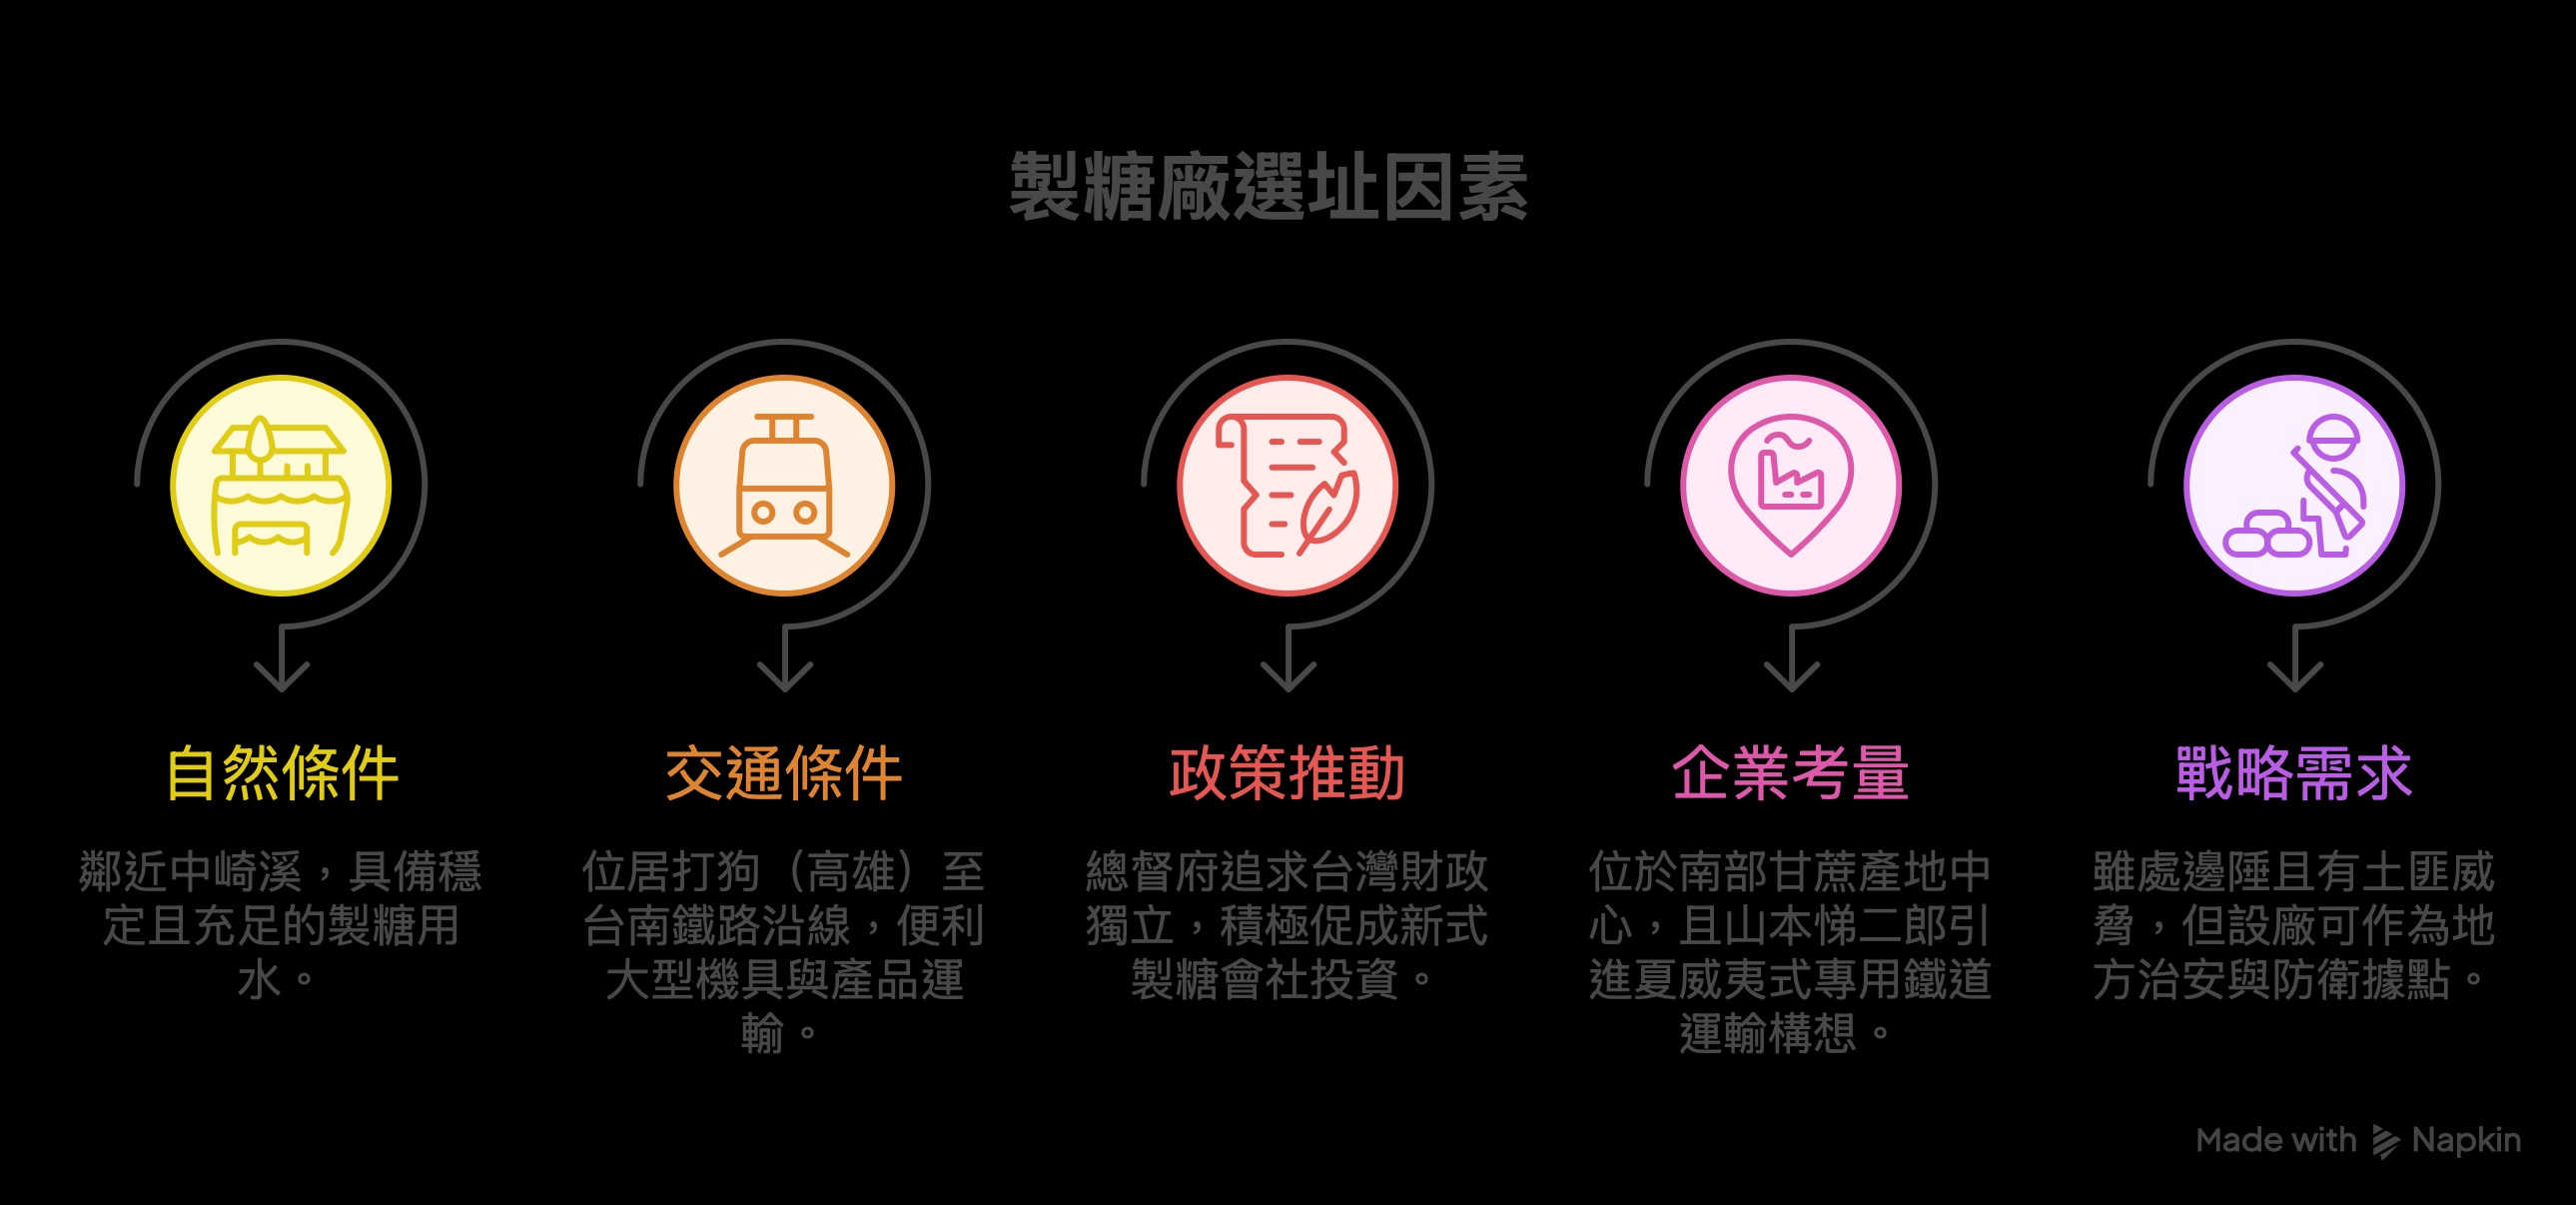 製糖廠選址因素
自然條件
鄰近中崎溪，具備穩
定且充足的製糖用
水。
交通條件
位居打狗（高雄）至
台南鐵路沿線，便利
大型機具與產品運
輸。
政策推動
總督府追求台灣財政
獨立，積極促成新式
製糖會社投資。
企業考量
位於南部甘蔗產地中
心，且山本悌二郎引
進夏威夷式專用鐵道
運輸構想。
戰略需求
雖處邊陲且有土匪威
脅，但設廠可作為地
方治安與防衛據點。
Made with Napkin